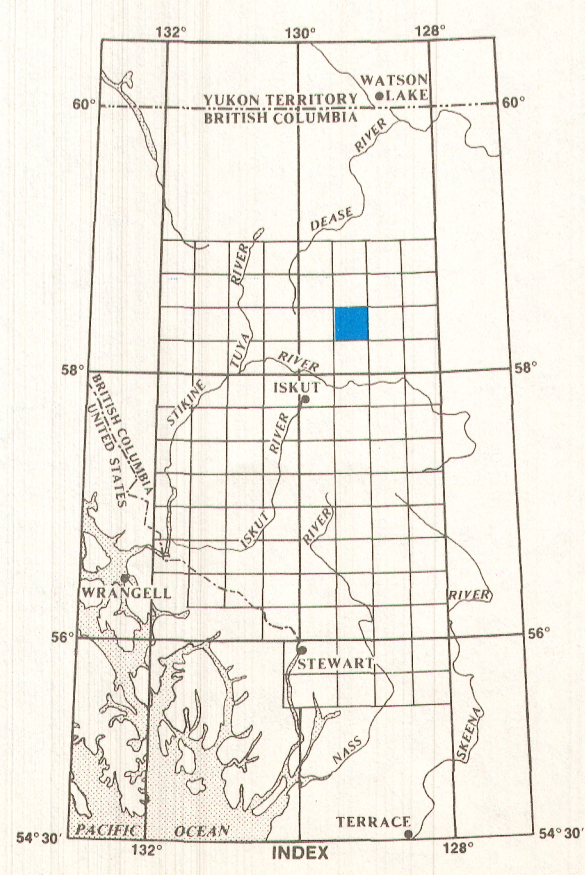 132° 130° 128°
WATSON
LAKE
60° YUKON TERRITORY 60°
BRITISH COLUMBIA
RIVER
DEASE
RIVER
TUYA
RIVER
58° 58°
ISKUT
STIKINE
BRITISH COLUMBIA
UNITED STATES
RIVER
ISKUT
RIVER
WRANGELL
RIVER
56° 56°
STEWART
SKEENA
NASS
TERRACE
54°30' PACIFIC OCEAN 54°30'
132° INDEX 128°